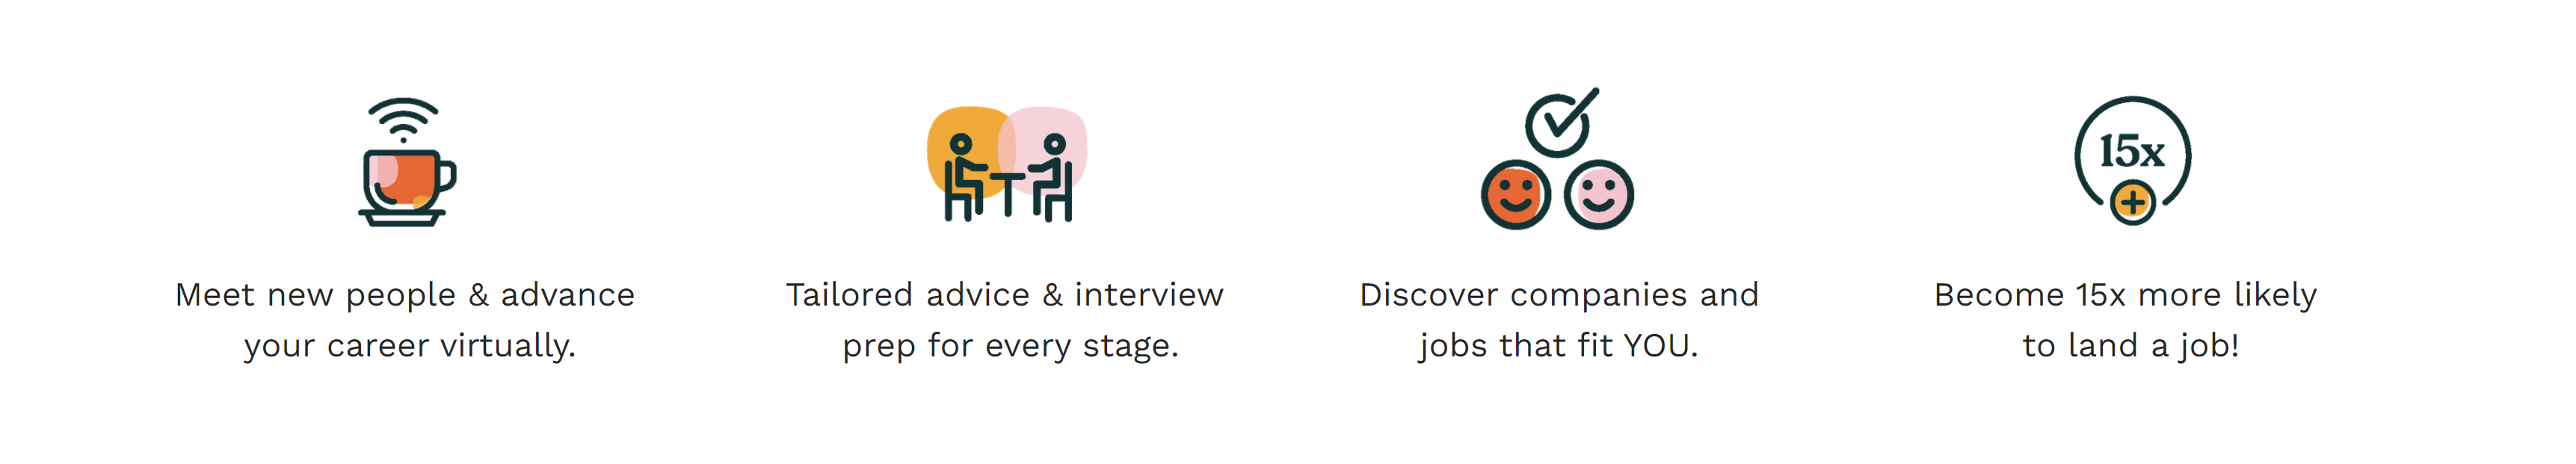 15x
Meet new people & advance
your career virtually.
Tailored advice & interview
prep for every stage.
Discover companies and
jobs that fit YOU.
Become 15x more likely
to land a job!